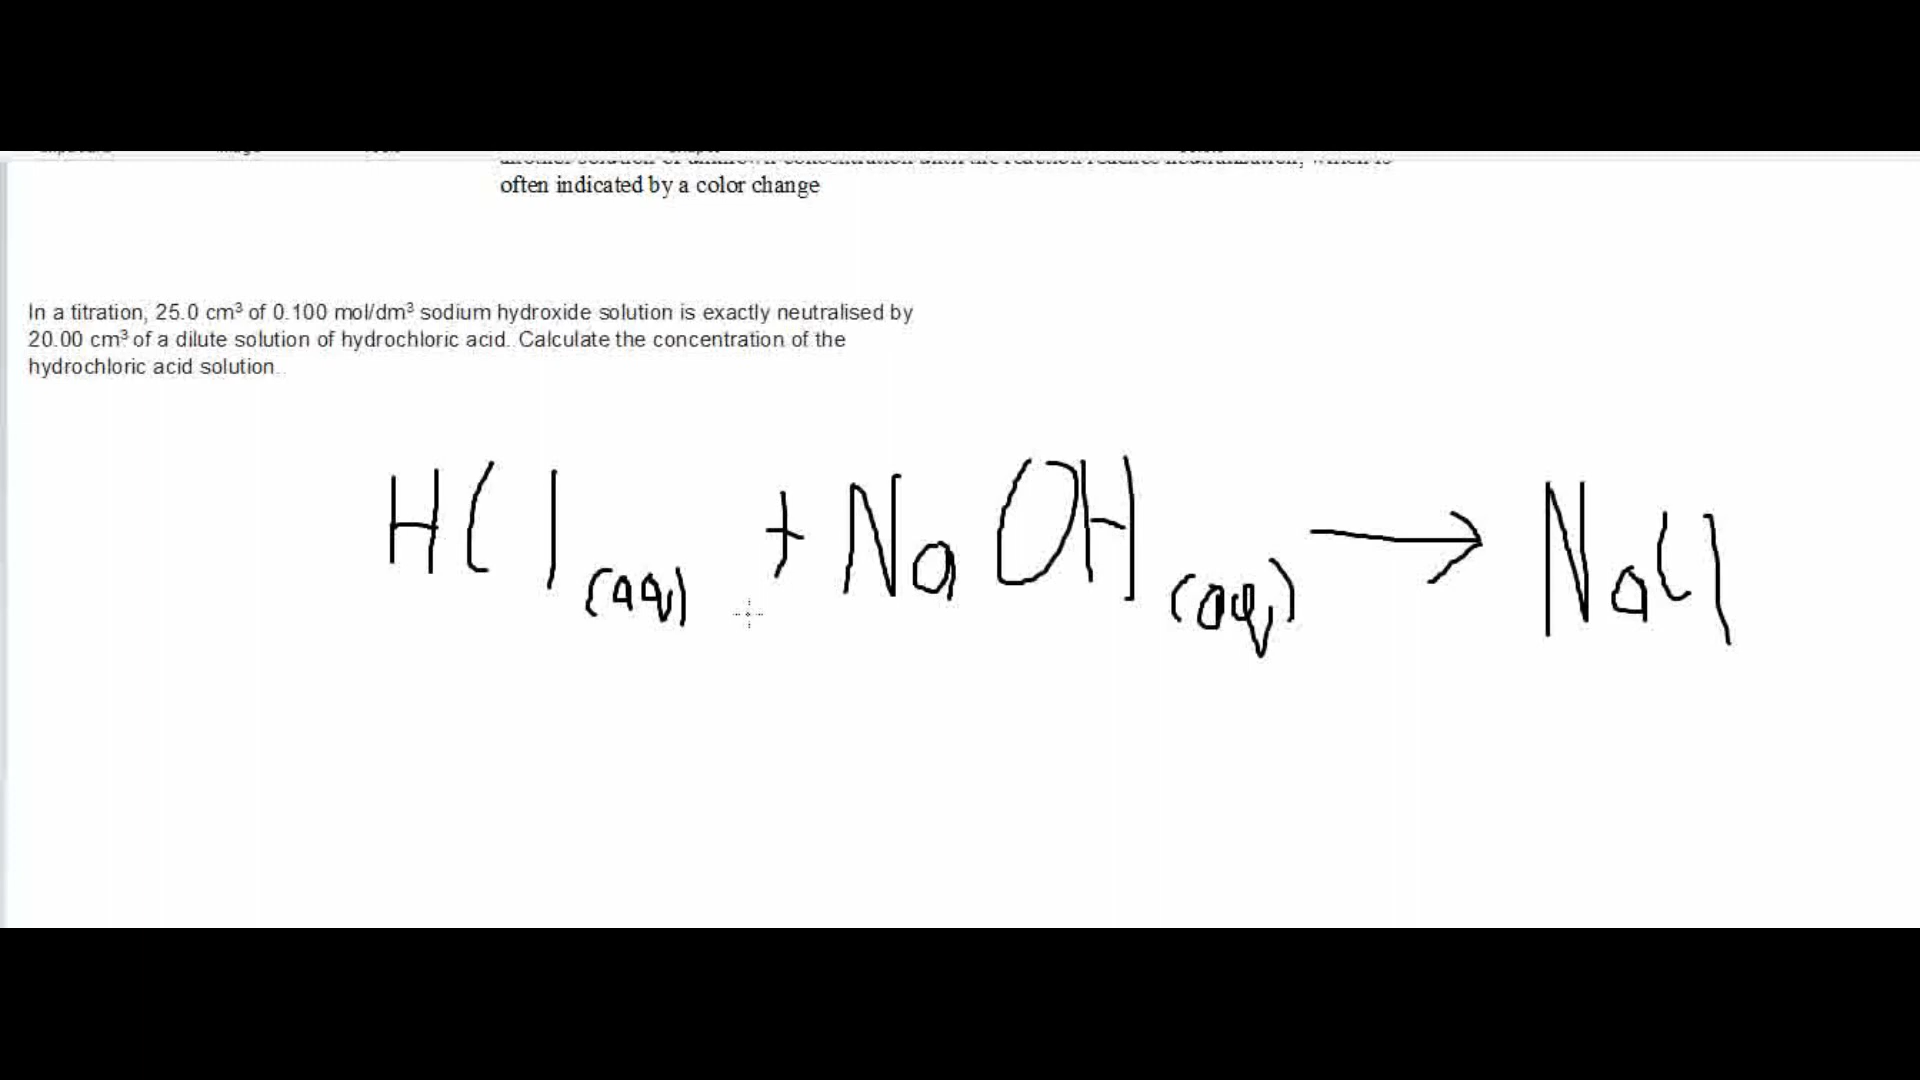 often indicated by a color change
In a titration, 25.0 cm³ of 0.100 mol/dm³ sodium hydroxide solution is exactly neutralised by
20.00 cm³ of a dilute solution of hydrochloric acid. Calculate the concentration of the
hydrochloric acid solution.
HCl(aq) + NaOH(aq) → NaCl